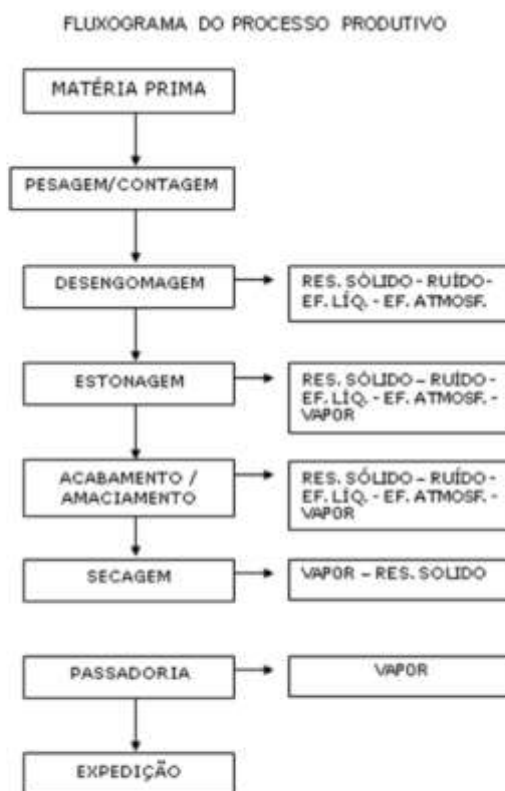 FLUXOGRAMA DO PROCESSO PRODUTIVO
MATÉRIA PRIMA
PESAGEM/CONTAGEM
DESENGOMAGEM
RES. SÓLIDO - RUÍDO-
EF. LÍQ. - EF. ATMOSF.
ESTONAGEM
RES. SÓLIDO – RUÍDO -
EF. LÍQ. - EF. ATMOSF. -
VAPOR
ACABAMENTO /
AMACIAMENTO
RES. SÓLIDO – RUÍDO -
EF. LÍQ. - EF. ATMOSF. -
VAPOR
SECAGEM
VAPOR – RES. SOLIDO
PASSADORIA
VAPOR
EXPEDIÇÃO